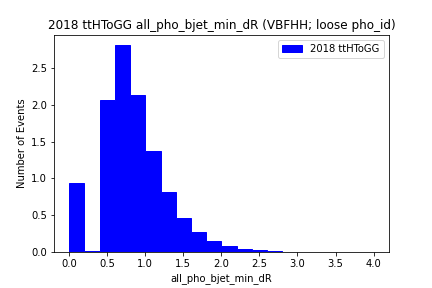 2018 ttHToGG all_pho_bjet_min_dR (VBFHH; loose pho_id)
2018 ttHToGG
Number of Events
2.5
2.0
1.5
1.0
0.5
0.0
0.0 0.5 1.0 1.5 2.0 2.5 3.0 3.5 4.0
all_pho_bjet_min_dR